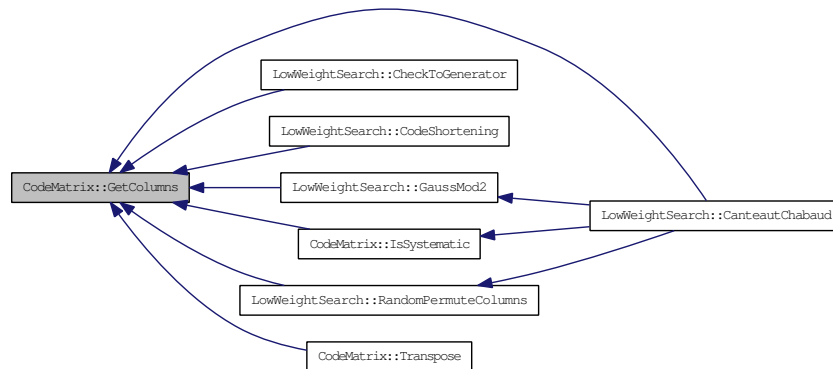 LowWeightSearch::CheckToGenerator
LowWeightSearch::CodeShortening
CodeMatrix::GetColumns
LowWeightSearch::GaussMod2
LowWeightSearch::CanteautChabaud
CodeMatrix::IsSystematic
LowWeightSearch::RandomPermuteColumns
CodeMatrix::Transpose